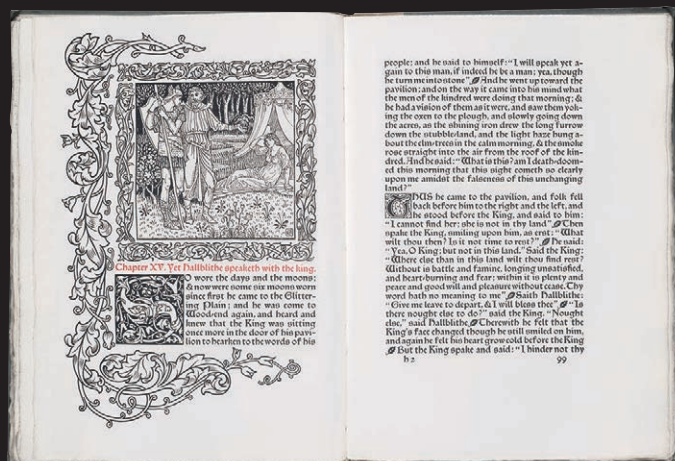 Chapter XV. Yet Hallblithe speaketh with the king.
SO wore the days and the moons;
& now were some six moons worn
since first he came to the Glitter-
ing Plain; and he was come to
Wood-end again, and heard and
knew that the King was sitting
once more in the door of his pavi-
lion to hearken to the words of his
people; and he said to himself: "I will speak yet a-
gain to this man, if indeed he be a man; yea, though
he turn me into stone." And he went up toward the
pavilion; and on the way it came into his mind what
the men of the kindred were doing that morning; &
he had a vision of them as it were, and saw them yok-
ing the oxen to the plough, and slowly going down
the acres, as the shining iron drew the long furrow
down the stubble-land, and the light haze hung a-
bout the elm-trees in the calm morning, & the smoke
rose straight into the air from the roof of the kin-
dred. And he said: "What is this? am I death-doom-
ed this morning that this sight cometh so clearly
upon me amidst the falseness of this unchanging
land?"
THUS he came to the pavilion, and folk fell
back before him to the right and the left, and
he stood before the King, and said to him:
"I cannot find her; she is not in thy land." Then
spake the King, smiling upon him, as erst: "What
wilt thou then? Is it not time to rest?" He said:
"Yea, O King; but not in this land." Said the King:
"Where else than in this land wilt thou find rest?
Without is battle and famine, longing unsatisfied,
and heart-burning and fear; within it is plenty and
peace and good will and pleasure without cease. Thy
word hath no meaning to me." Saith Hallblithe:
"Give me leave to depart, & I will bless thee." "Is
there nought else to do?" said the King. "Nought
else," said Hallblithe. Therewith he felt that the
King's face changed though he still smiled on him,
and again he felt his heart grow cold before the King.
But the King spake and said: "I hinder not thy
h2 99